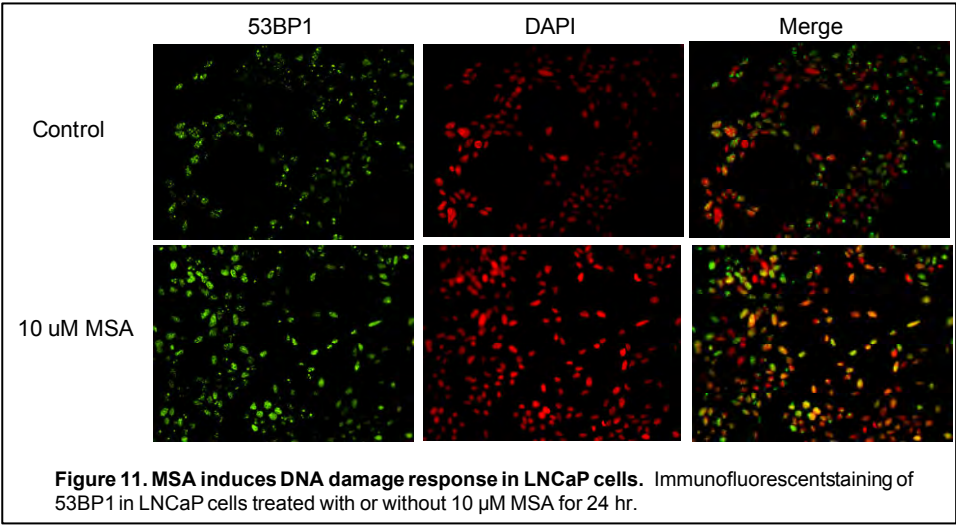 53BP1 DAPI Merge
Control
10 uM MSA
Figure 11. MSA induces DNA damage response in LNCaP cells. Immunofluorescentstaining of
53BP1 in LNCaP cells treated with or without 10 μM MSA for 24 hr.